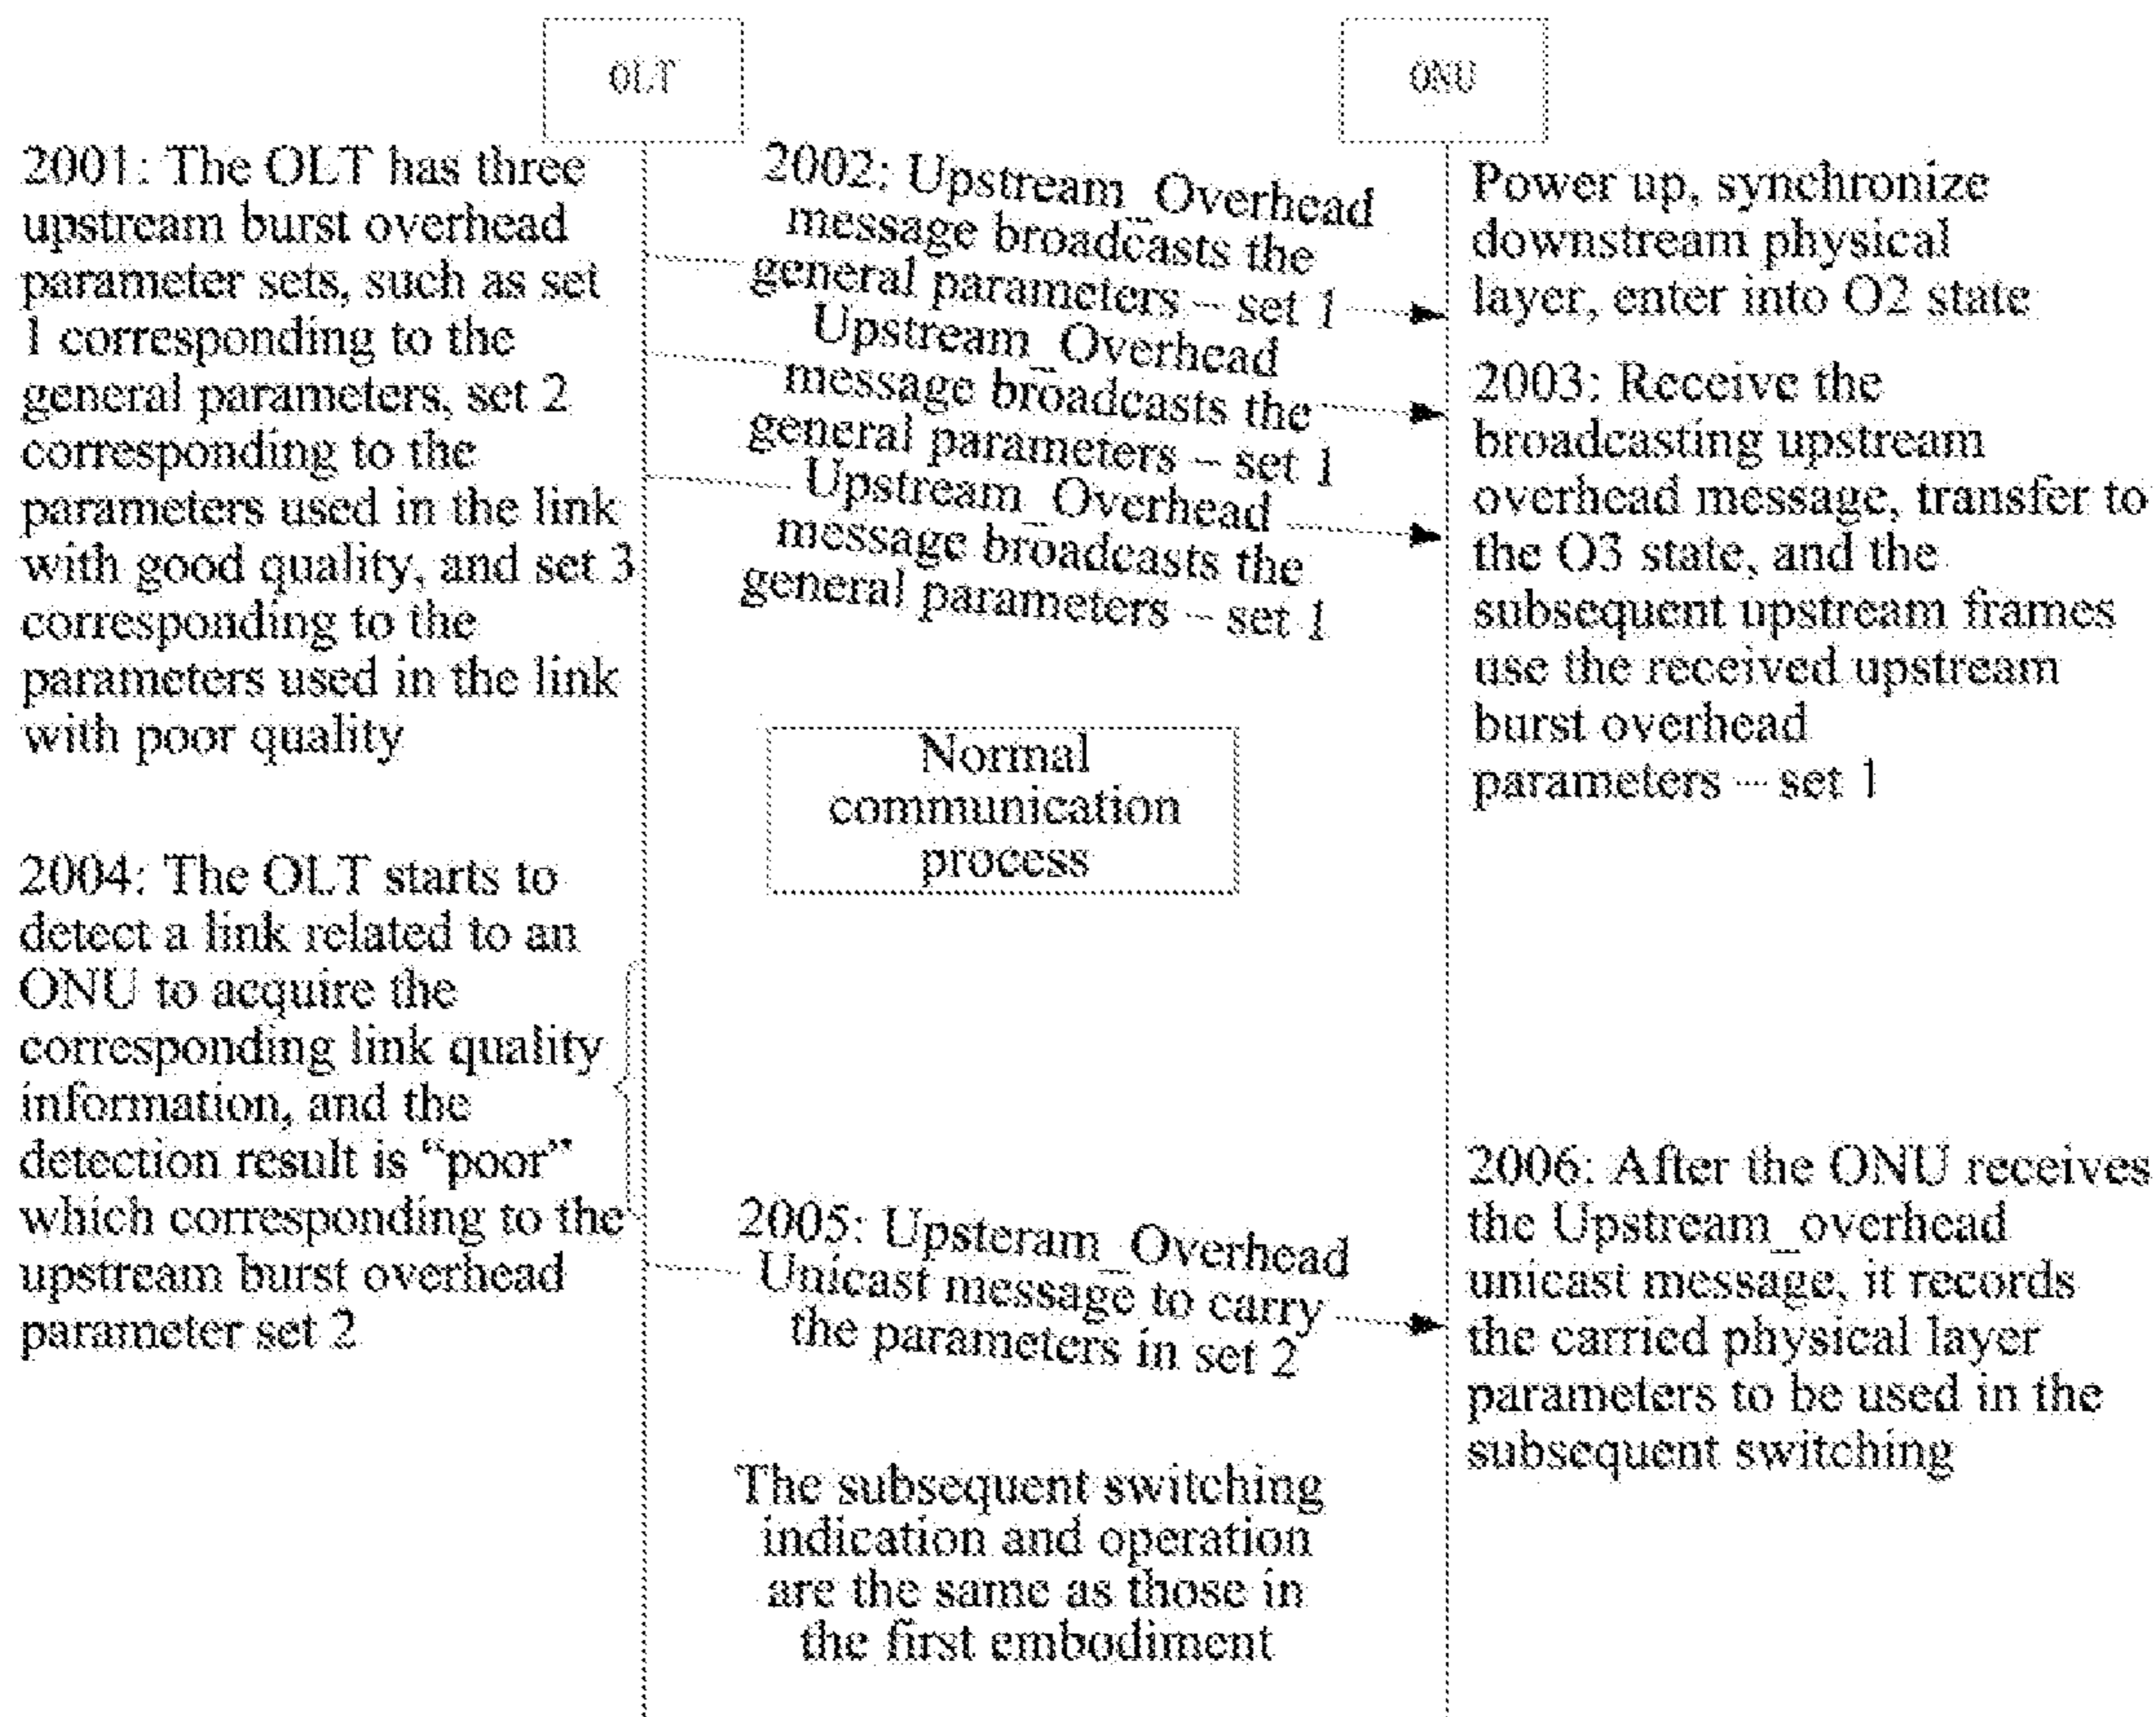 OLT
ONU
2001: The OLT has three
upstream burst overhead
parameter sets, such as set
1 corresponding to the
general parameters, set 2
corresponding to the
parameters used in the link
with good quality, and set 3
corresponding to the
parameters used in the link
with poor quality
2002: Upstream_Overhead
message broadcasts the
general parameters – set 1
Upstream_Overhead
message broadcasts the
general parameters – set 1
Upstream_Overhead
message broadcasts the
general parameters – set 1
Power up, synchronize
downstream physical
layer, enter into O2 state
2003: Receive the
broadcasting upstream
overhead message, transfer to
the O3 state, and the
subsequent upstream frames
use the received upstream
burst overhead
parameters – set 1
Normal
communication
process
2004: The OLT starts to
detect a link related to an
ONU to acquire the
corresponding link quality
information, and the
detection result is “poor”
which corresponding to the
upstream burst overhead
parameter set 2
2005: Upsteram_Overhead
Unicast message to carry
the parameters in set 2
2006: After the ONU receives
the Upstream_overhead
unicast message, it records
the carried physical layer
parameters to be used in the
subsequent switching
The subsequent switching
indication and operation
are the same as those in
the first embodiment